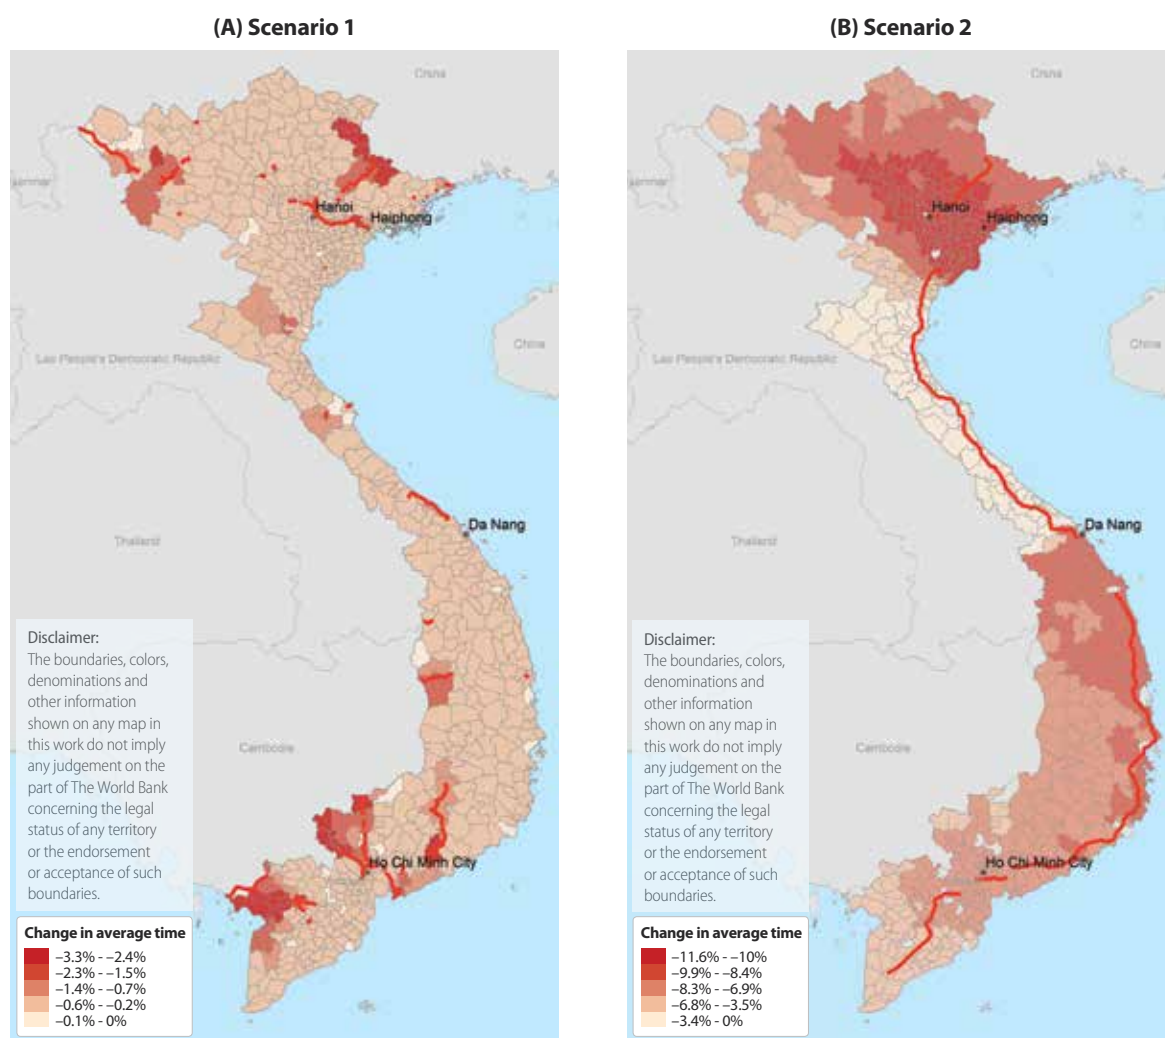 (A) Scenario 1
China
Hanoi
Haiphong
Lao People's Democratic Republic
China
Da Nang
Thailand
Disclaimer:
The boundaries, colors,
denominations and
other information
shown on any map in
this work do not imply
any judgement on the
part of The World Bank
concerning the legal
status of any territory
or the endorsement
or acceptance of such
boundaries.
Cambodia
Ho Chi Minh City
Change in average time
–3.3% - –2.4%
–2.3% - –1.5%
–1.4% - –0.7%
–0.6% - –0.2%
–0.1% - 0%
(B) Scenario 2
China
Hanoi
Haiphong
Lao People's Democratic Republic
China
Da Nang
Thailand
Disclaimer:
The boundaries, colors,
denominations and
other information
shown on any map in
this work do not imply
any judgement on the
part of The World Bank
concerning the legal
status of any territory
or the endorsement
or acceptance of such
boundaries.
Cambodia
Ho Chi Minh City
Change in average time
–11.6% - –10%
–9.9% - –8.4%
–8.3% - –6.9%
–6.8% - –3.5%
–3.4% - 0%